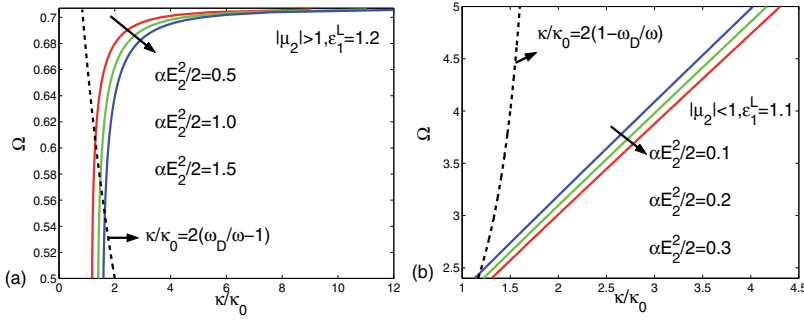 0.7
0.68
0.66
0.64
0.62
0.6
0.58
0.56
0.54
0.52
0.5
Ω
|μ₂|>1,ε₁ᴸ=1.2
αE₂²/2=0.5
αE₂²/2=1.0
αE₂²/2=1.5
κ/κ₀=2(ω_D/ω−1)
0 2 4 6 8 10 12
(a)
κ/κ₀
5
4.5
4
3.5
3
2.5
Ω
κ/κ₀=2(1−ω_D/ω)
|μ₂|<1,ε₁ᴸ=1.1
αE₂²/2=0.1
αE₂²/2=0.2
αE₂²/2=0.3
1 1.5 2 2.5 3 3.5 4 4.5
(b)
κ/κ₀